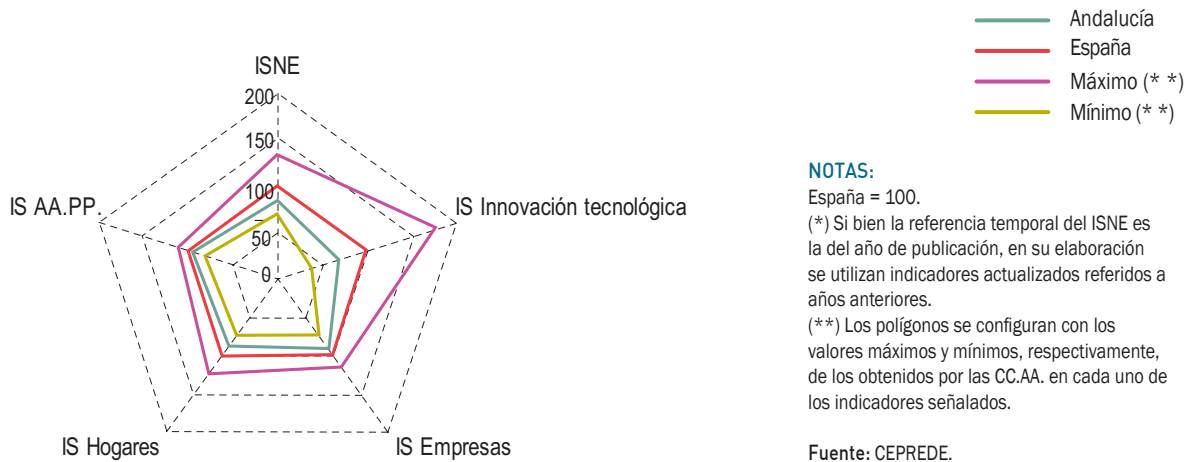 Andalucía
España
Máximo (* *)
Mínimo (* *)
ISNE
200
150
100
50
0
IS AA.PP.
IS Innovación tecnológica
IS Hogares
IS Empresas
NOTAS:
España = 100.
(*) Si bien la referencia temporal del ISNE es
la del año de publicación, en su elaboración
se utilizan indicadores actualizados referidos a
años anteriores.
(**) Los polígonos se configuran con los
valores máximos y mínimos, respectivamente,
de los obtenidos por las CC.AA. en cada uno de
los indicadores señalados.
Fuente: CEPREDE.